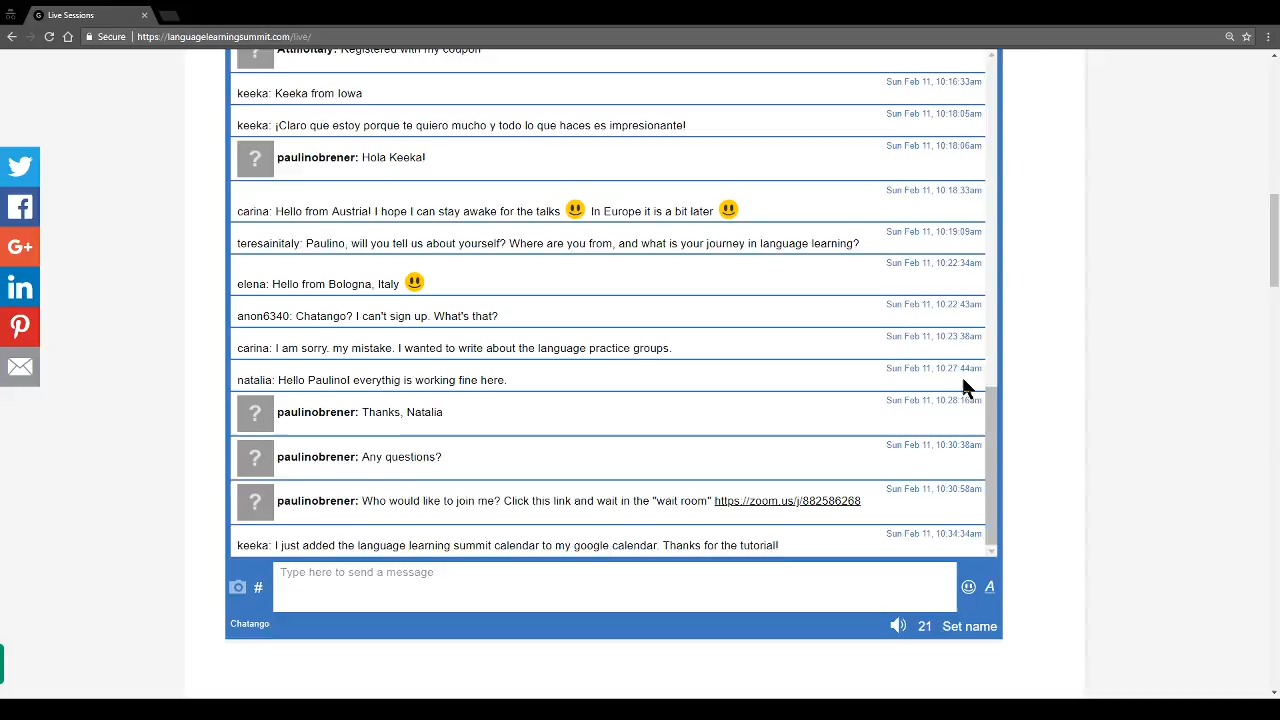 Live Sessions
Secure https://languagelearningsummit.com/live/
AttilioItaly: Registered with my coupon
Sun Feb 11, 10:16:33am
keeka: Keeka from Iowa
Sun Feb 11, 10:18:05am
keeka: ¡Claro que estoy porque te quiero mucho y todo lo que haces es impresionante!
Sun Feb 11, 10:18:06am
paulinobrener: Hola Keeka!
Sun Feb 11, 10:18:33am
carina: Hello from Austria! I hope I can stay awake for the talks In Europe it is a bit later
Sun Feb 11, 10:19:09am
teresainitaly: Paulino, will you tell us about yourself? Where are you from, and what is your journey in language learning?
Sun Feb 11, 10:22:34am
elena: Hello from Bologna, Italy
Sun Feb 11, 10:22:43am
anon6340: Chatango? I can't sign up. What's that?
Sun Feb 11, 10:23:38am
carina: I am sorry. my mistake. I wanted to write about the language practice groups.
Sun Feb 11, 10:27:44am
natalia: Hello Paulino! everythig is working fine here.
Sun Feb 11, 10:28:16am
paulinobrener: Thanks, Natalia
Sun Feb 11, 10:30:38am
paulinobrener: Any questions?
Sun Feb 11, 10:30:58am
paulinobrener: Who would like to join me? Click this link and wait in the "wait room" https://zoom.us/j/882586268
Sun Feb 11, 10:34:34am
keeka: I just added the language learning summit calendar to my google calendar. Thanks for the tutorial!
Type here to send a message
Chatango
21 Set name